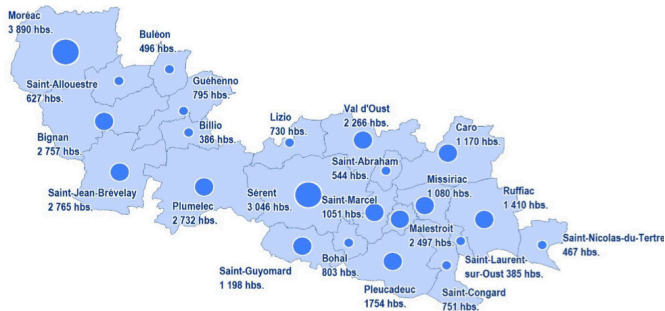 Moréac
3 890 hbs.
Buléon
496 hbs.
Saint-Allouestre
627 hbs.
Guéhenno
795 hbs.
Bignan
2 757 hbs.
Billio
386 hbs.
Lizio
730 hbs.
Val d'Oust
2 266 hbs.
Caro
1 170 hbs.
Saint-Abraham
544 hbs.
Saint-Jean-Brévelay
2 765 hbs.
Plumelec
2 732 hbs.
Sérent
3 046 hbs.
Saint-Marcel
1051 hbs.
Missiriac
1 080 hbs.
Ruffiac
1 410 hbs.
Malestroit
2 497 hbs.
Saint-Nicolas-du-Tertre
467 hbs.
Saint-Guyomard
1 198 hbs.
Bohal
803 hbs.
Saint-Laurent-
sur-Oust 385 hbs.
Pleucadeuc
1754 hbs.
Saint-Congard
751 hbs.